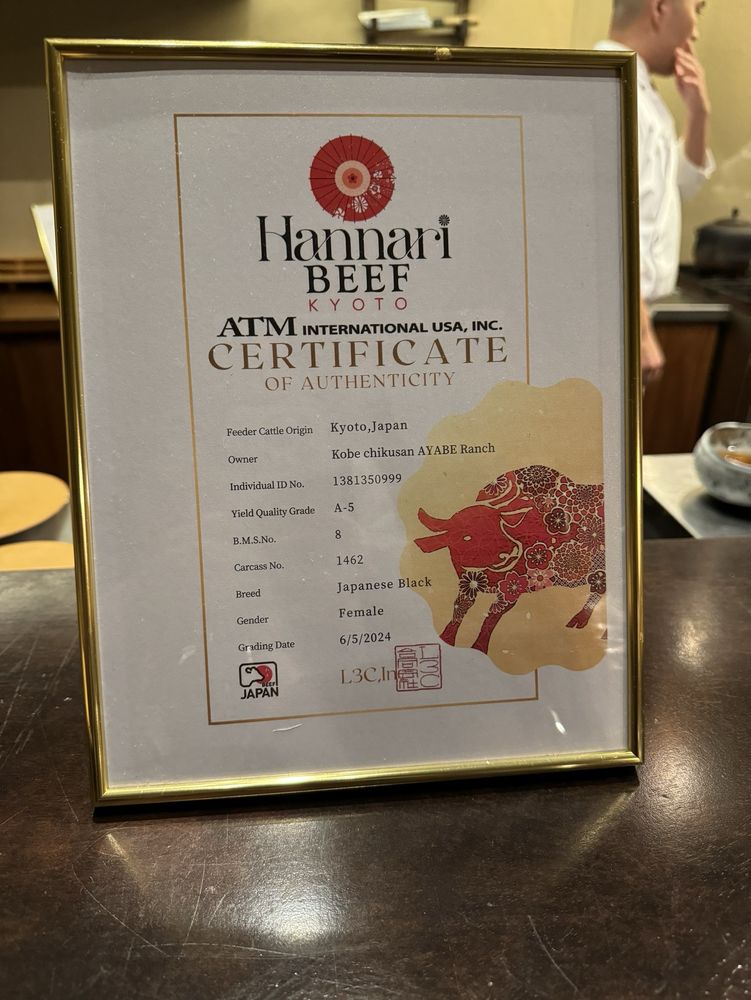 Hannari
BEEF
KYOTO
ATM INTERNATIONAL USA, INC.
CERTIFICATE
OF AUTHENTICITY
Feeder Cattle Origin Kyoto,Japan
Owner Kobe chikusan AYABE Ranch
Individual ID No. 1381350999
Yield Quality Grade A-5
B.M.S.No. 8
Carcass No. 1462
Breed Japanese Black
Gender Female
Grading Date 6/5/2024
BEEF
JAPAN
L3C,In